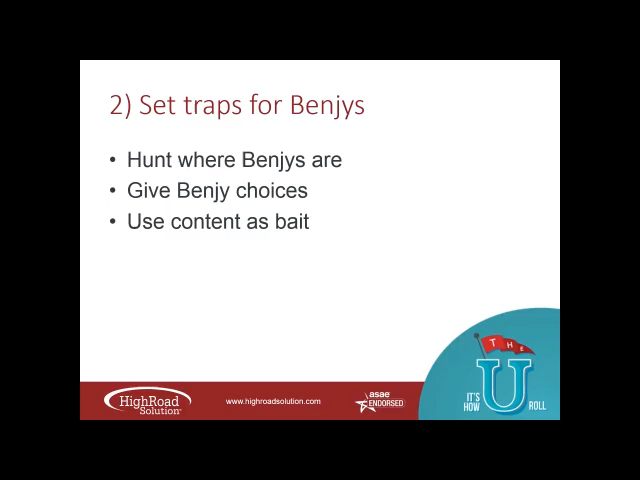 2) Set traps for Benjys
• Hunt where Benjys are
• Give Benjy choices
• Use content as bait
THE
IT'S HOW U ROLL
HighRoad
Solution
www.highroadsolution.com
asae
ENDORSED